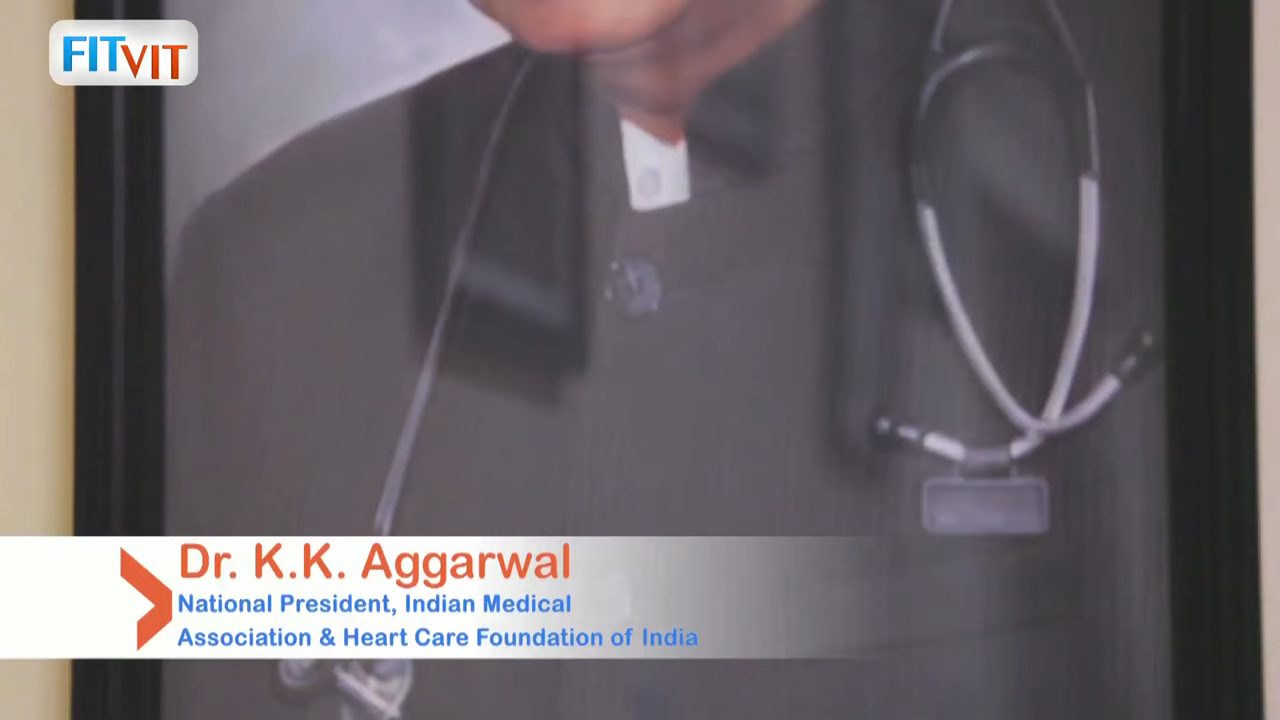 FITVIT
Dr. K.K. Aggarwal
National President, Indian Medical
Association & Heart Care Foundation of India